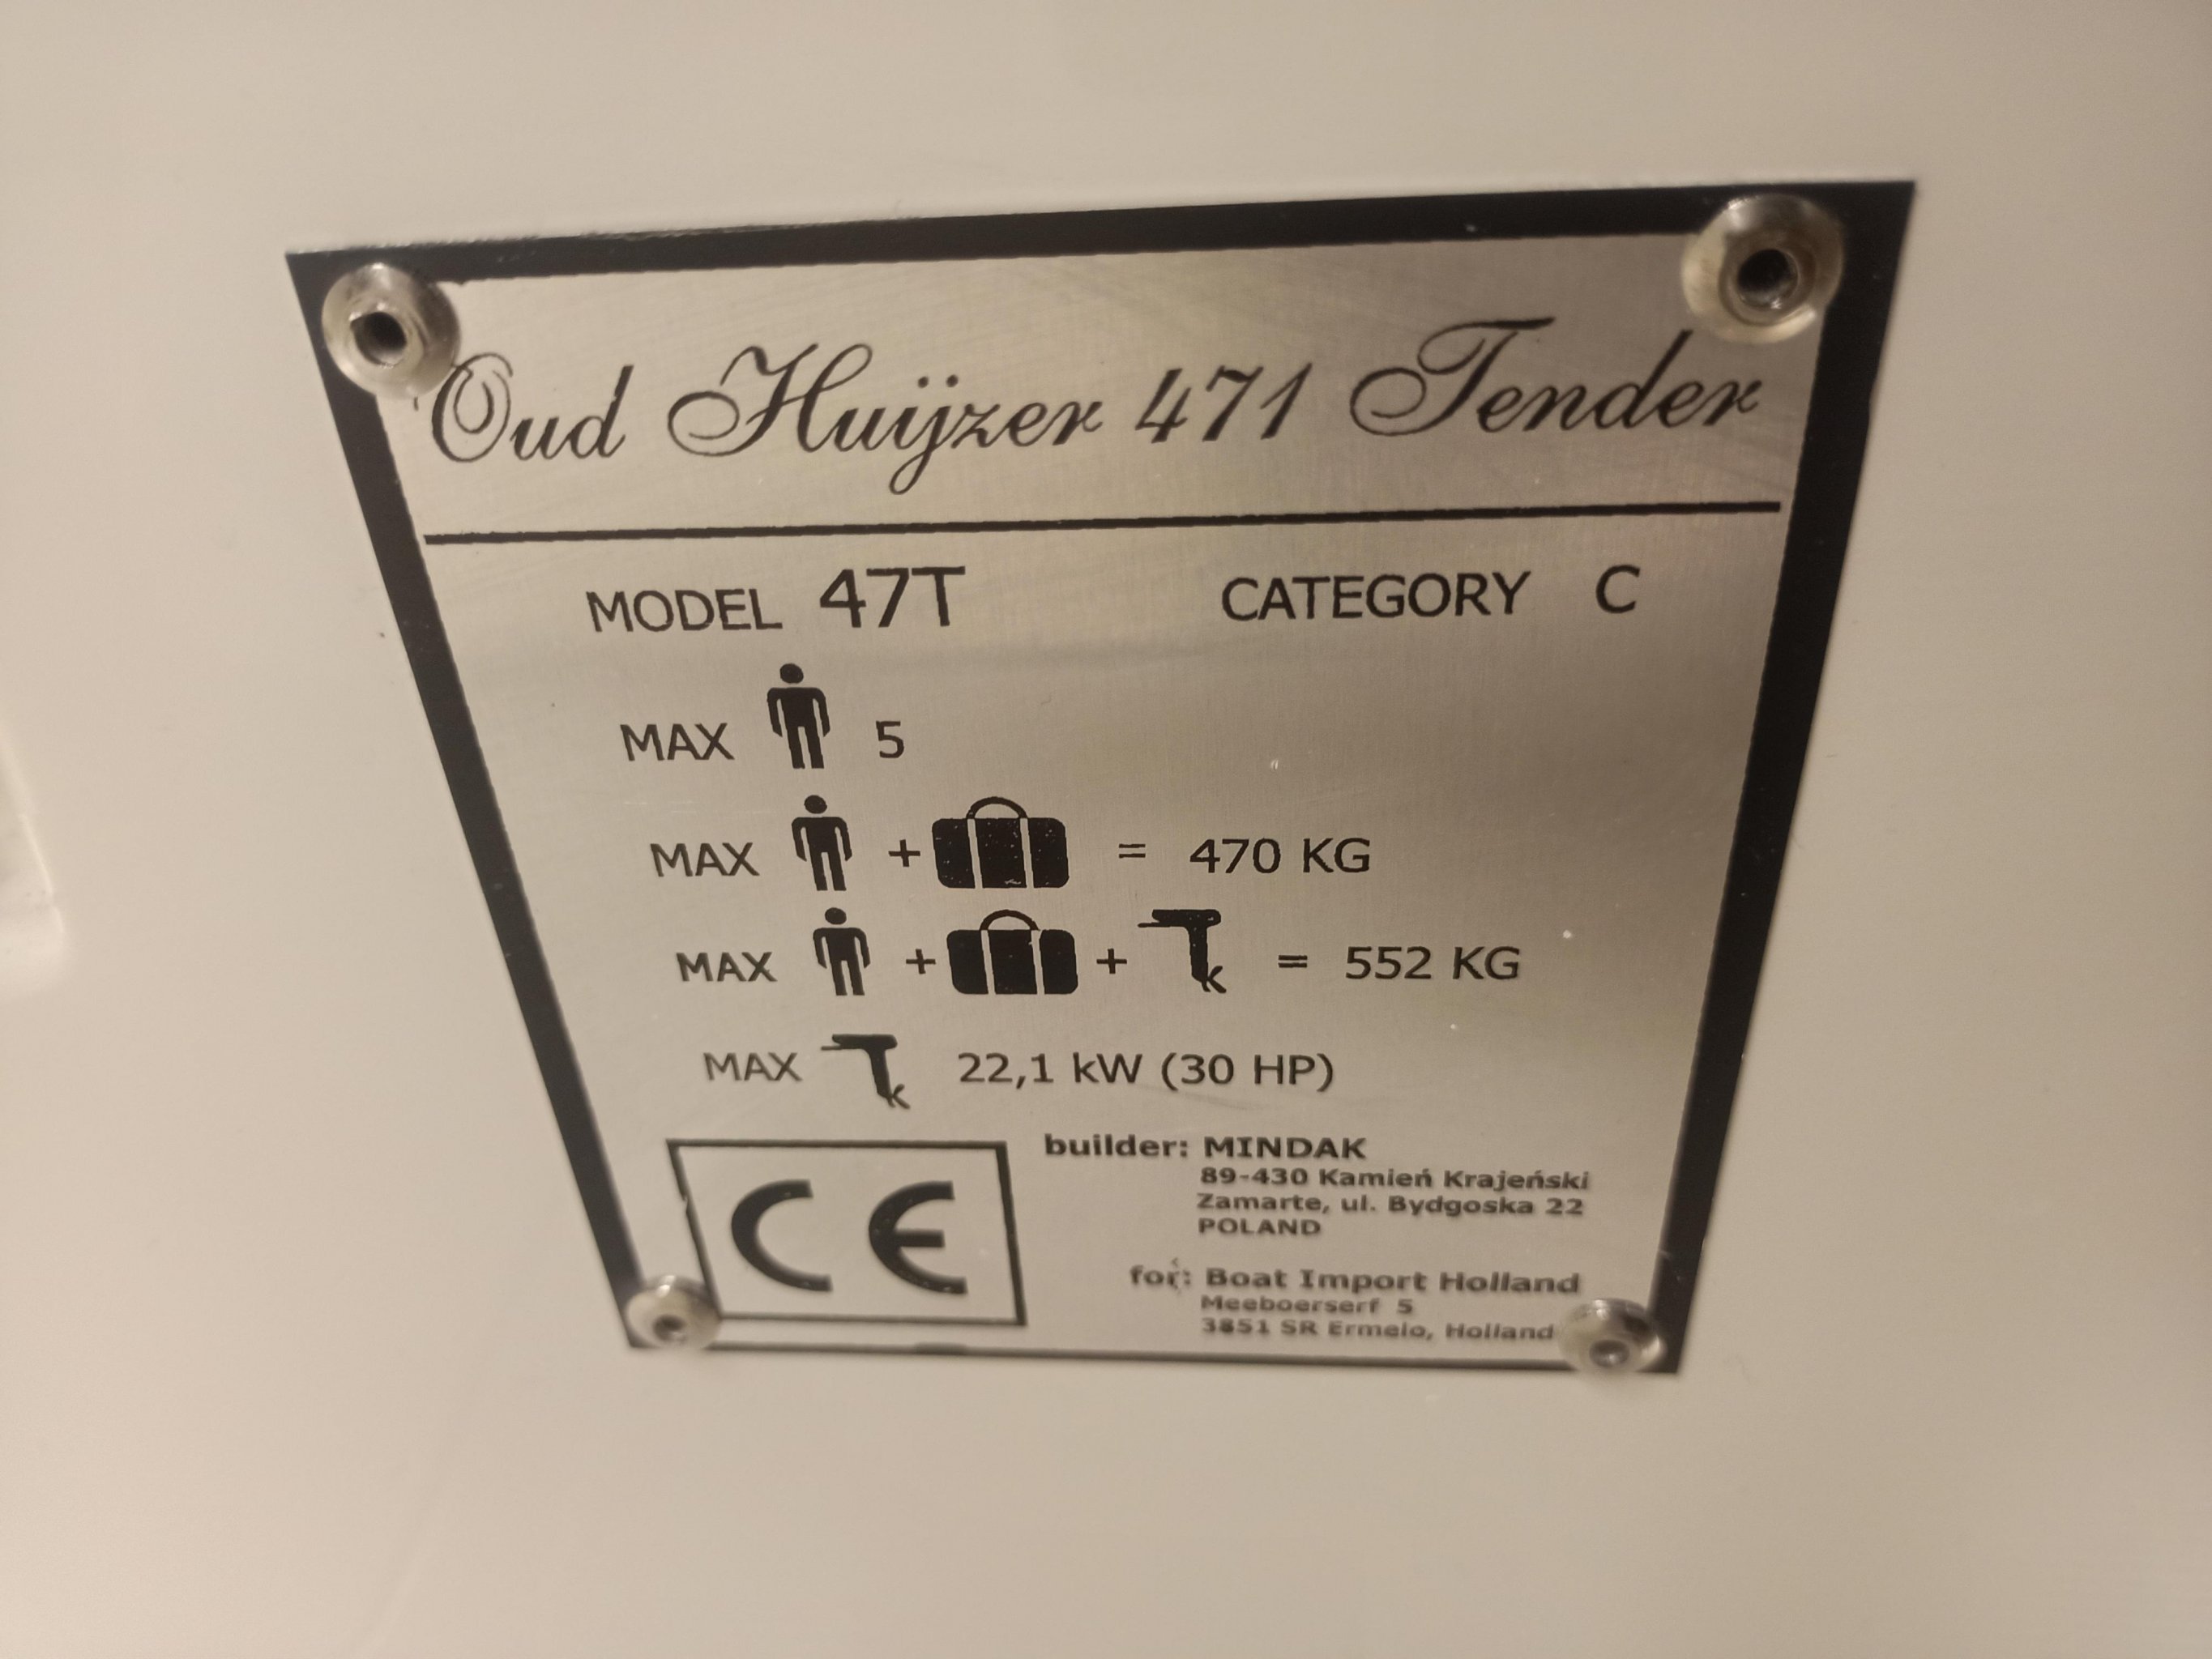 Oud Huijzer 471 Tender
MODEL 47T CATEGORY C
MAX 5
MAX + = 470 KG
MAX + + = 552 KG
MAX 22,1 kW (30 HP)
CE
builder: MINDAK
89-430 Kamień Krajeński
Zamarte, ul. Bydgoska 22
POLAND
for: Boat Import Holland
Meeboerserf 5
3851 SR Ermelo, Holland